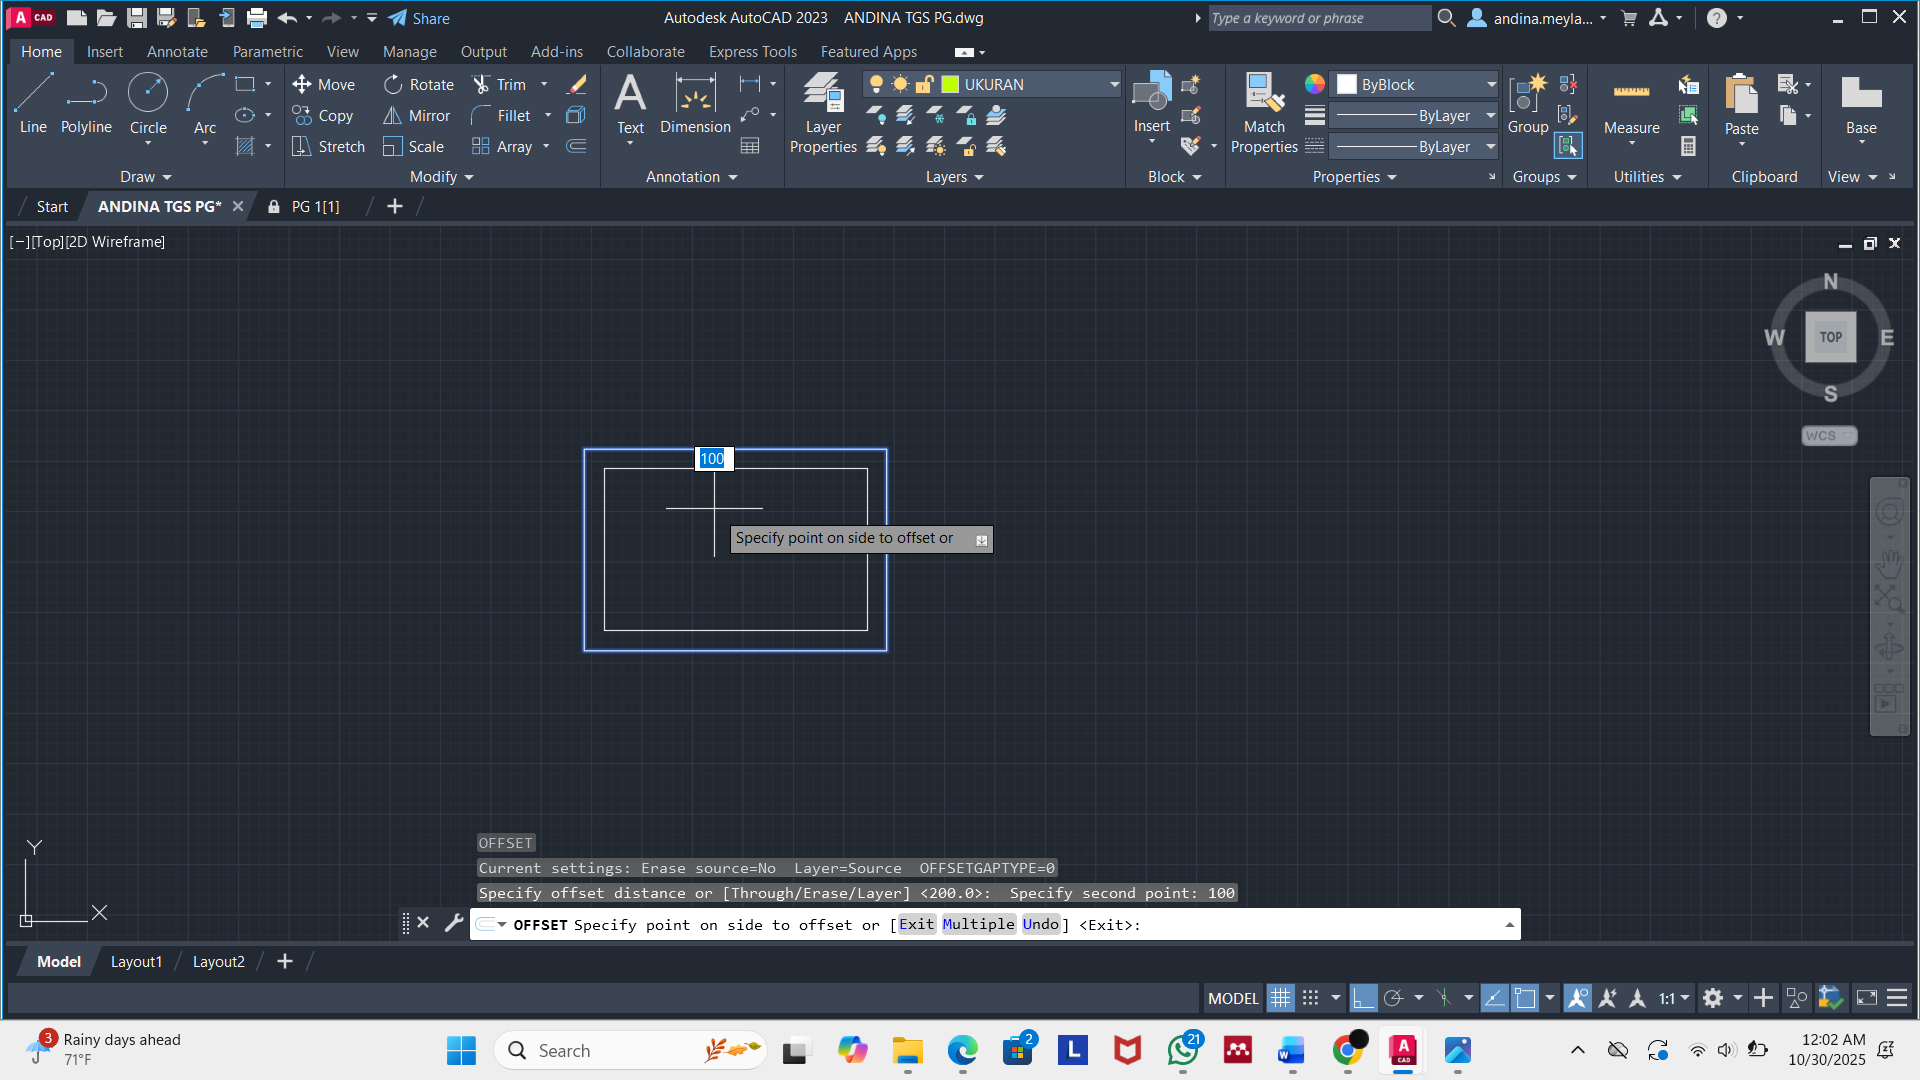 A CAD Share Autodesk AutoCAD 2023 ANDINA TGS PG.dwg Type a keyword or phrase andina.meyla...
Home Insert Annotate Parametric View Manage Output Add-ins Collaborate Express Tools Featured Apps
Move Rotate Trim UKURAN ByBlock
Line Polyline Circle Arc Copy Mirror Fillet Text Dimension Layer Properties Insert Match Properties ByLayer Group Measure Paste Base
Stretch Scale Array ByLayer
Draw Modify Annotation Layers Block Properties Groups Utilities Clipboard View
Start ANDINA TGS PG* PG 1[1]
[−][Top][2D Wireframe]
N
W TOP E
S
WCS
100
Specify point on side to offset or
Y
X
OFFSET
Current settings: Erase source=No Layer=Source OFFSETGAPTYPE=0
Specify offset distance or [Through/Erase/Layer] <200.0>: Specify second point: 100
OFFSET Specify point on side to offset or [Exit Multiple Undo] <Exit>:
Model Layout1 Layout2
MODEL 1:1
3 Rainy days ahead
71°F
Search 2 L 21 W A CAD
12:02 AM
10/30/2025